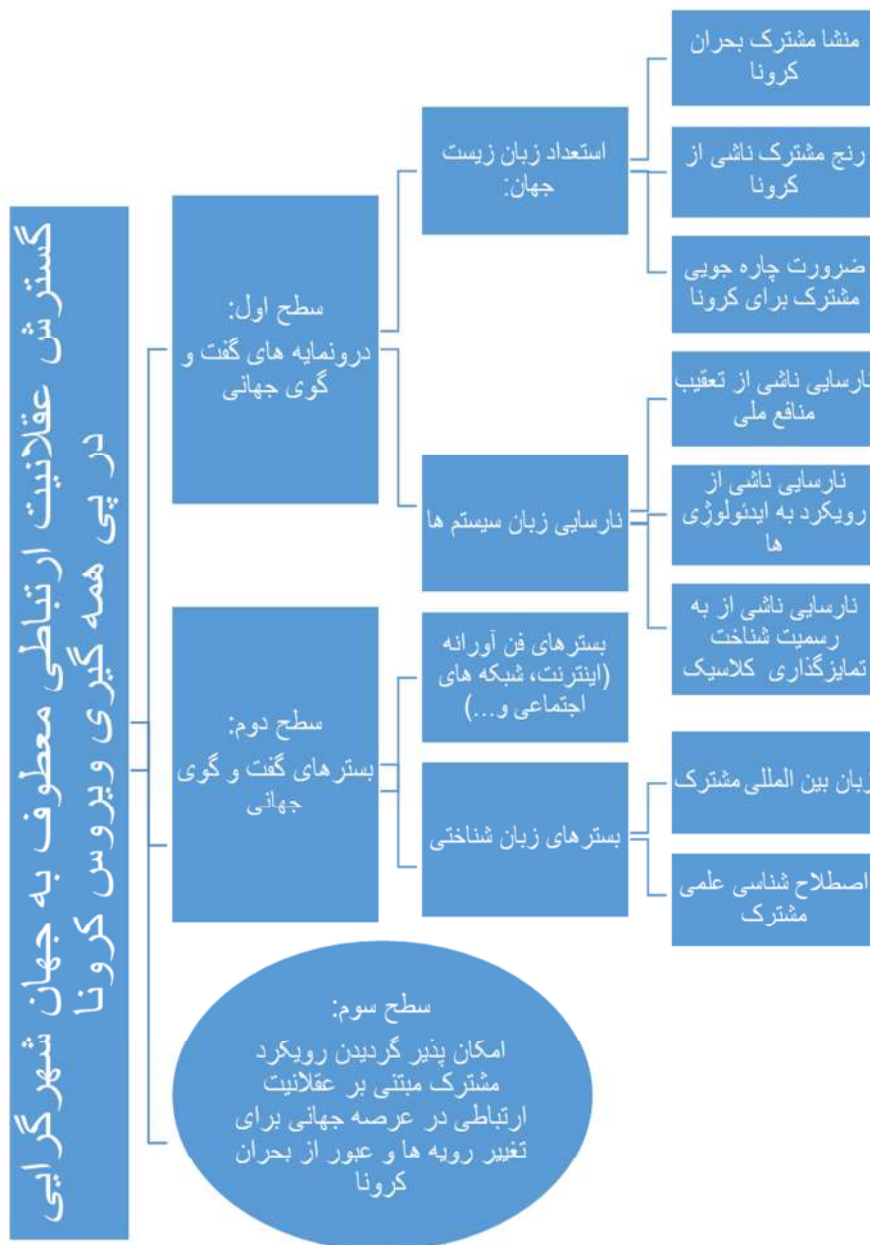 گسترش عقلانیت ارتباطی معطوف به جهان شهرگرایی
در پی همه گیری ویروس کرونا
سطح اول:
درونمایه های گفت و
گوی جهانی
استعداد زبان زیست
جهان:
منشا مشترک بحران
کرونا
رنج مشترک ناشی از
کرونا
ضرورت چاره جویی
مشترک برای کرونا
نارسایی زبان سیستم ها
نارسایی ناشی از تعقیب
منافع ملی
نارسایی ناشی از
رویکرد به ایدئولوژی
ها
نارسایی ناشی از به
رسمیت شناخت
تمایزگذاری کلاسیک
سطح دوم:
بسترهای گفت و گوی
جهانی
بسترهای فن آورانه
(اینترنت، شبکه های
اجتماعی و...)
بسترهای زبان شناختی
زبان بین المللی مشترک
اصطلاح شناسی علمی
مشترک
سطح سوم:
امکان پذیر گردیدن رویکرد
مشترک مبتنی بر عقلانیت
ارتباطی در عرصه جهانی برای
تغییر رویه ها و عبور از بحران
کرونا